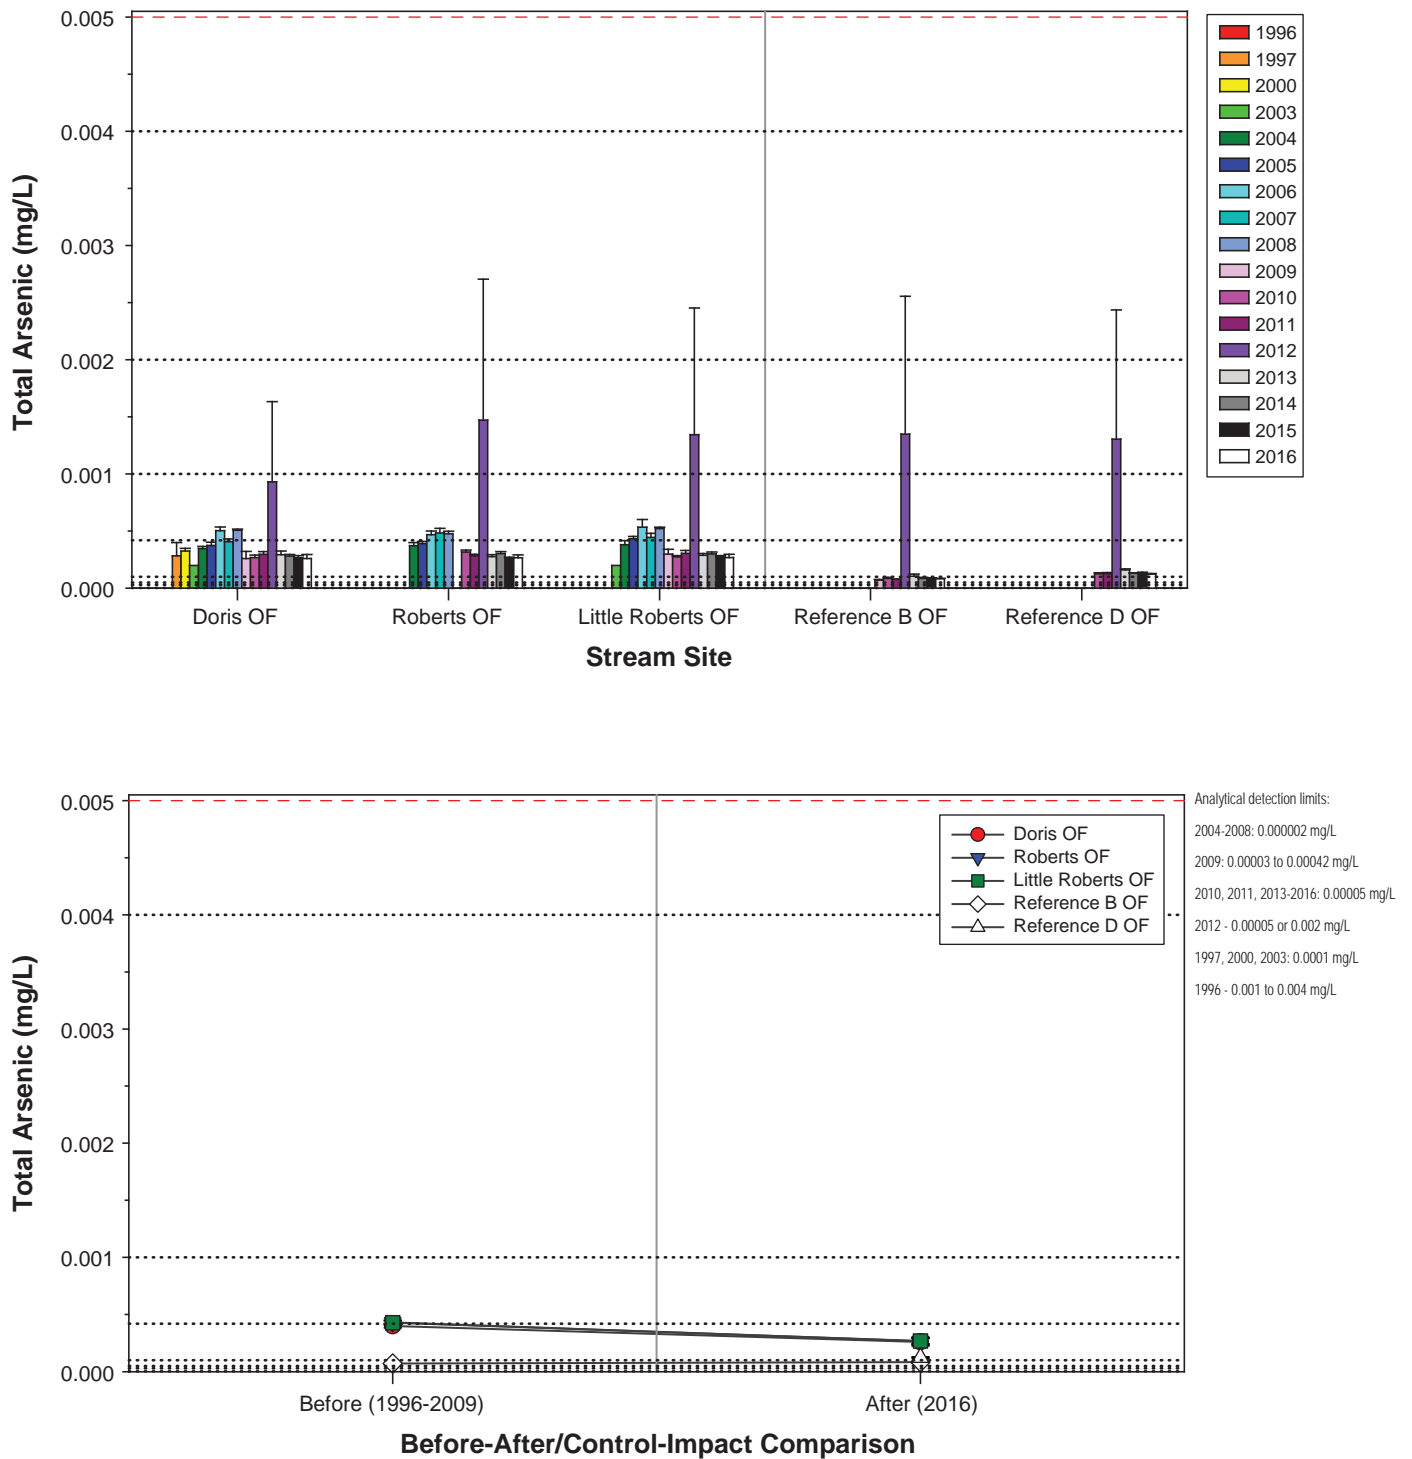 Total Arsenic (mg/L)
0.005
0.004
0.003
0.002
0.001
0.000
Doris OF
Roberts OF
Little Roberts OF
Reference B OF
Reference D OF
Stream Site
1996
1997
2000
2003
2004
2005
2006
2007
2008
2009
2010
2011
2012
2013
2014
2015
2016
Total Arsenic (mg/L)
0.005
0.004
0.003
0.002
0.001
0.000
Before (1996-2009)
After (2016)
Before-After/Control-Impact Comparison
Doris OF
Roberts OF
Little Roberts OF
Reference B OF
Reference D OF
Analytical detection limits:
2004-2008: 0.000002 mg/L
2009: 0.00003 to 0.00042 mg/L
2010, 2011, 2013-2016: 0.00005 mg/L
2012 - 0.00005 or 0.002 mg/L
1997, 2000, 2003: 0.0001 mg/L
1996 - 0.001 to 0.004 mg/L